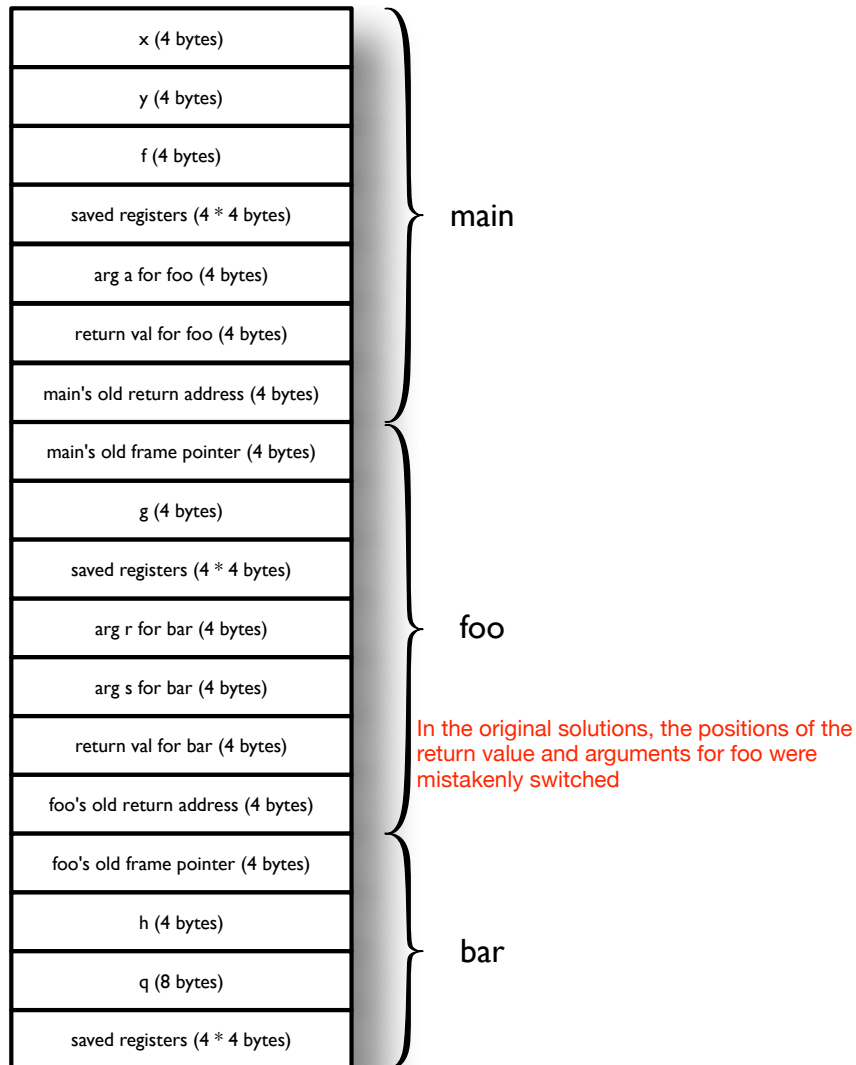 x (4 bytes)
y (4 bytes)
f (4 bytes)
saved registers (4 * 4 bytes)
arg a for foo (4 bytes)
return val for foo (4 bytes)
main's old return address (4 bytes)
main
main's old frame pointer (4 bytes)
g (4 bytes)
saved registers (4 * 4 bytes)
arg r for bar (4 bytes)
arg s for bar (4 bytes)
return val for bar (4 bytes)
foo's old return address (4 bytes)
foo
In the original solutions, the positions of the
return value and arguments for foo were
mistakenly switched
foo's old frame pointer (4 bytes)
h (4 bytes)
q (8 bytes)
saved registers (4 * 4 bytes)
bar